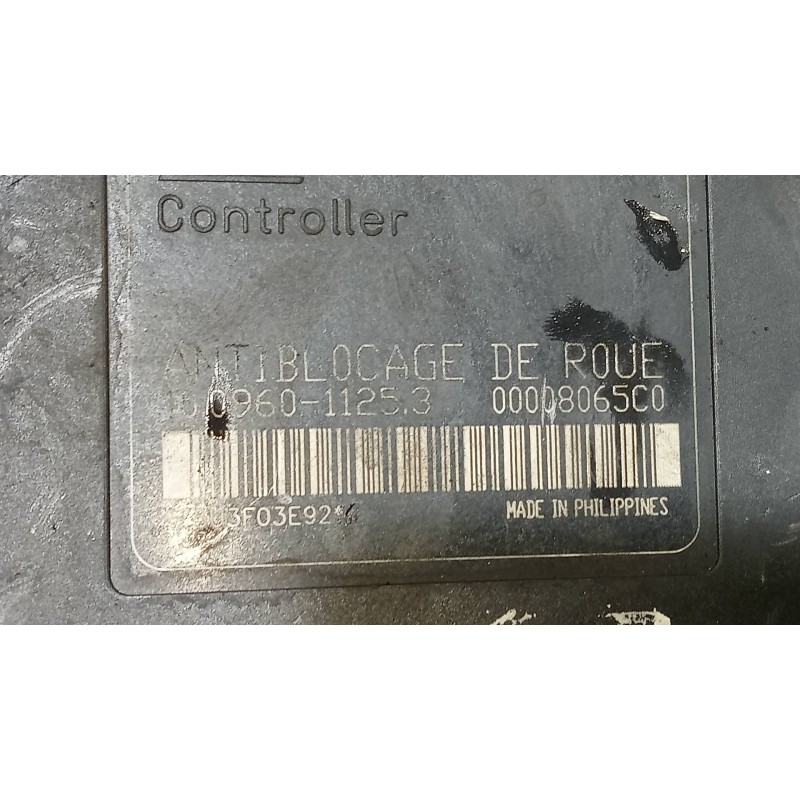 Controller
ANTIBLOCAGE DE ROUE
10.0960-1125.3 00008065C0
MADE IN PHILIPPINES